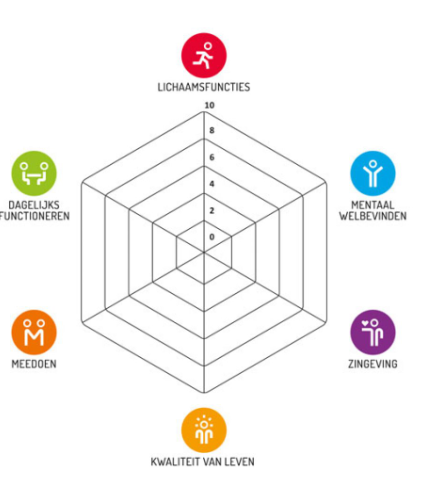 LICHAAMSFUNCTIES
10
8
6
4
2
0
DAGELIJKS
FUNCTIONEREN
MENTAAL
WELBEVINDEN
MEEDOEN
ZINGEVING
KWALITEIT VAN LEVEN